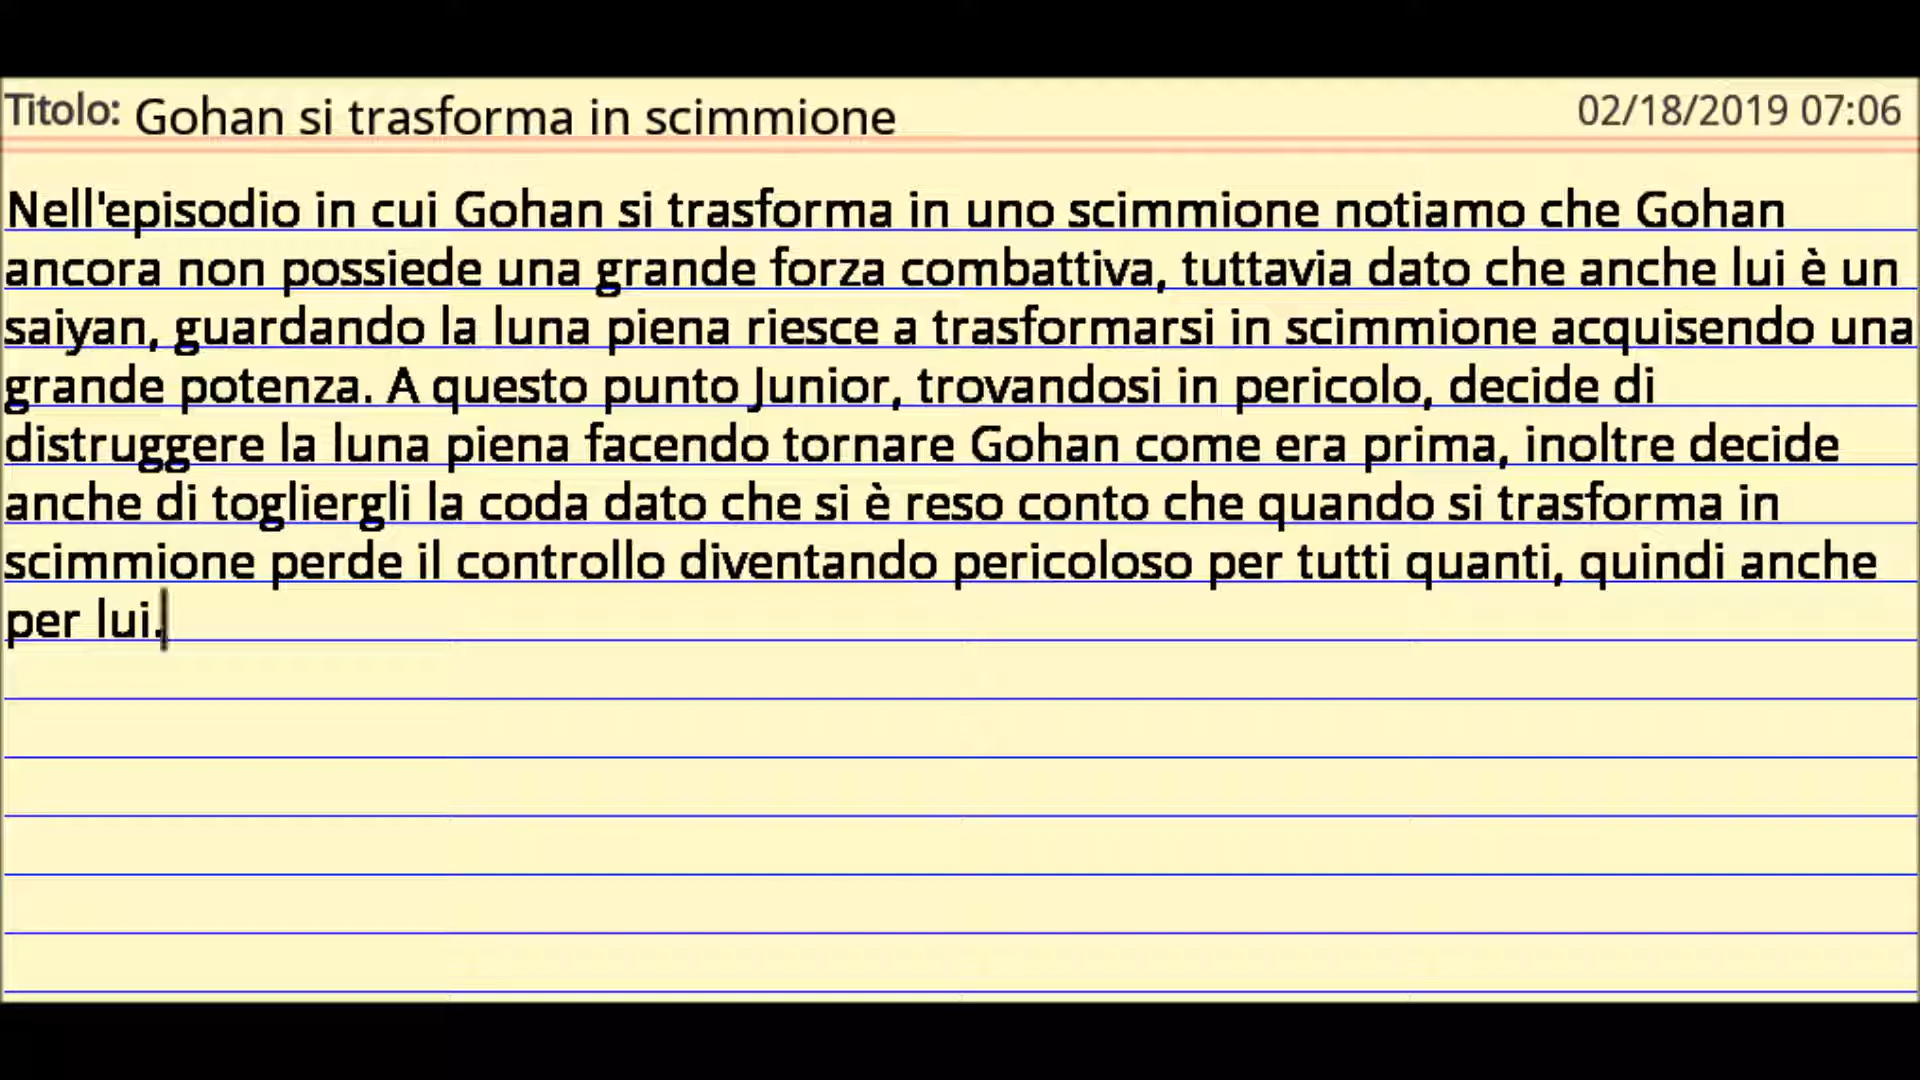 Titolo: Gohan si trasforma in scimmione 02/18/2019 07:06
Nell'episodio in cui Gohan si trasforma in uno scimmione notiamo che Gohan
ancora non possiede una grande forza combattiva, tuttavia dato che anche lui è un
saiyan, guardando la luna piena riesce a trasformarsi in scimmione acquisendo una
grande potenza. A questo punto Junior, trovandosi in pericolo, decide di
distruggere la luna piena facendo tornare Gohan come era prima, inoltre decide
anche di togliergli la coda dato che si è reso conto che quando si trasforma in
scimmione perde il controllo diventando pericoloso per tutti quanti, quindi anche
per lui.